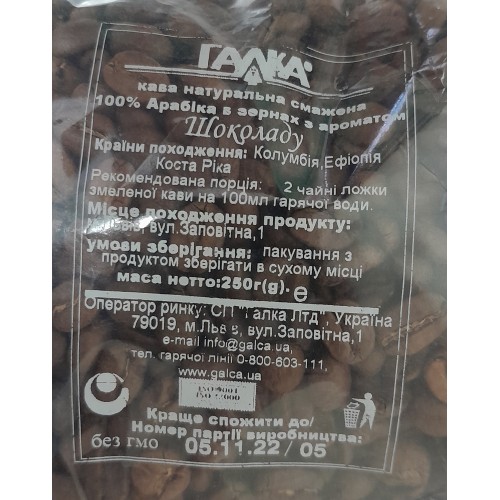 ГАЛКА®
кава натуральна смажена
100% Арабіка в зернах з ароматом
Шоколаду
Країни походження: Колумбія,Ефіопія
Коста Ріка
Рекомендована порція: 2 чайні ложки
змеленої кави на 100мл гарячої води.
Місце походження продукту:
вул.Заповітна,1
умови зберігання: пакування з
продуктом зберігати в сухому місці
маса нетто:250г(g). e
Оператор ринку: СП "Галка Лтд", Україна
79019, м.Львів, вул.Заповітна,1
e-mail info@galca.ua,
тел. гарячої лінії 0-800-603-111,
www.galca.ua
ISO 9001
ISO 22000
Краще спожити до/
без гмо Номер партії виробництва:
05.11.22 / 05